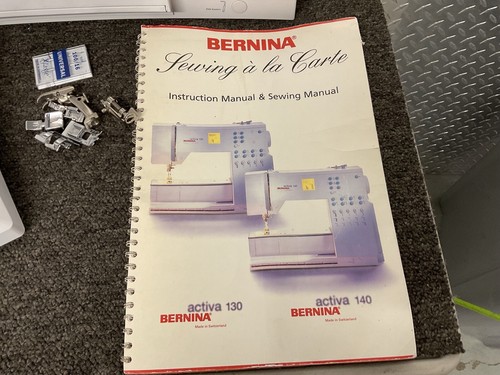 BERNINA®
Sewing à la Carte
Instruction Manual & Sewing Manual
activa 130
BERNINA®
Made in Switzerland
activa 140
BERNINA®
Made in Switzerland
UNIVERSAL